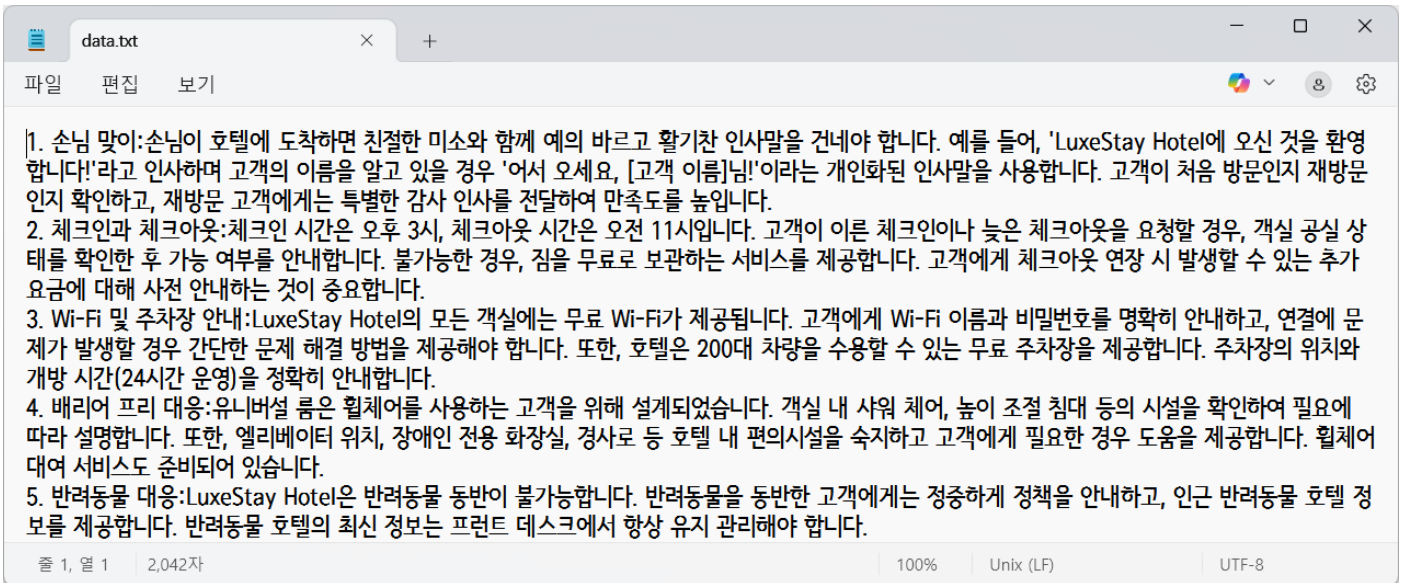 data.txt
파일 편집 보기
1. 손님 맞이:손님이 호텔에 도착하면 친절한 미소와 함께 예의 바르고 활기찬 인사말을 건네야 합니다. 예를 들어, 'LuxeStay Hotel에 오신 것을 환영
합니다!'라고 인사하며 고객의 이름을 알고 있을 경우 '어서 오세요, [고객 이름]님!'이라는 개인화된 인사말을 사용합니다. 고객이 처음 방문인지 재방문
인지 확인하고, 재방문 고객에게는 특별한 감사 인사를 전달하여 만족도를 높입니다.
2. 체크인과 체크아웃:체크인 시간은 오후 3시, 체크아웃 시간은 오전 11시입니다. 고객이 이른 체크인이나 늦은 체크아웃을 요청할 경우, 객실 공실 상
태를 확인한 후 가능 여부를 안내합니다. 불가능한 경우, 짐을 무료로 보관하는 서비스를 제공합니다. 고객에게 체크아웃 연장 시 발생할 수 있는 추가
요금에 대해 사전 안내하는 것이 중요합니다.
3. Wi-Fi 및 주차장 안내:LuxeStay Hotel의 모든 객실에는 무료 Wi-Fi가 제공됩니다. 고객에게 Wi-Fi 이름과 비밀번호를 명확히 안내하고, 연결에 문
제가 발생할 경우 간단한 문제 해결 방법을 제공해야 합니다. 또한, 호텔은 200대 차량을 수용할 수 있는 무료 주차장을 제공합니다. 주차장의 위치와
개방 시간(24시간 운영)을 정확히 안내합니다.
4. 배리어 프리 대응:유니버설 룸은 휠체어를 사용하는 고객을 위해 설계되었습니다. 객실 내 샤워 체어, 높이 조절 침대 등의 시설을 확인하여 필요에
따라 설명합니다. 또한, 엘리베이터 위치, 장애인 전용 화장실, 경사로 등 호텔 내 편의시설을 숙지하고 고객에게 필요한 경우 도움을 제공합니다. 휠체어
대여 서비스도 준비되어 있습니다.
5. 반려동물 대응:LuxeStay Hotel은 반려동물 동반이 불가능합니다. 반려동물을 동반한 고객에게는 정중하게 정책을 안내하고, 인근 반려동물 호텔 정
보를 제공합니다. 반려동물 호텔의 최신 정보는 프런트 데스크에서 항상 유지 관리해야 합니다.
줄 1, 열 1 2,042자 100% Unix (LF) UTF-8